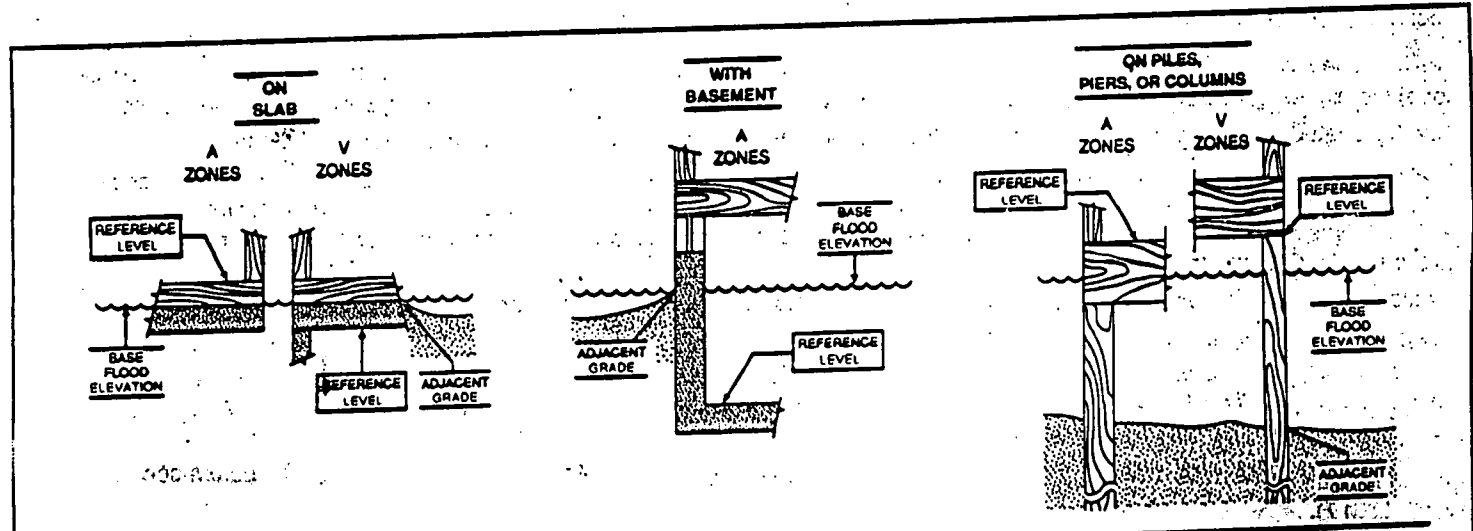 ON
SLAB
A
ZONES
V
ZONES
REFERENCE
LEVEL
BASE
FLOOD
ELEVATION
REFERENCE
LEVEL
ADJACENT
GRADE
WITH
BASEMENT
A
ZONES
BASE
FLOOD
ELEVATION
ADJACENT
GRADE
REFERENCE
LEVEL
ON PILES,
PIERS, OR COLUMNS
A
ZONES
V
ZONES
REFERENCE
LEVEL
REFERENCE
LEVEL
BASE
FLOOD
ELEVATION
ADJACENT
GRADE